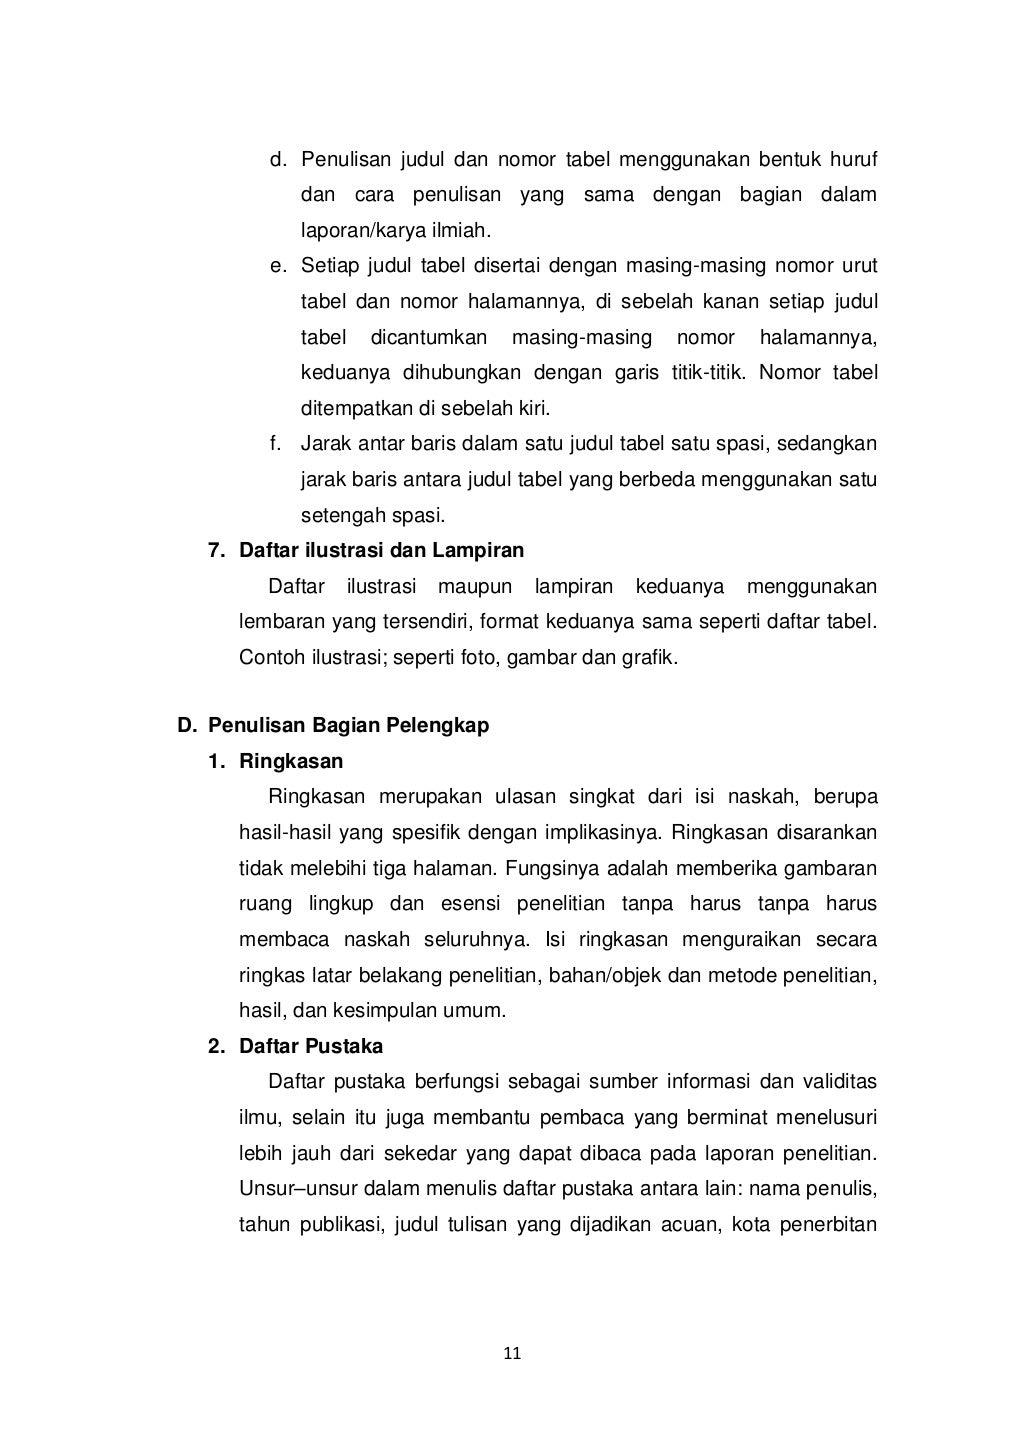 d. Penulisan judul dan nomor tabel menggunakan bentuk huruf
dan cara penulisan yang sama dengan bagian dalam
laporan/karya ilmiah.
e. Setiap judul tabel disertai dengan masing-masing nomor urut
tabel dan nomor halamannya, di sebelah kanan setiap judul
tabel dicantumkan masing-masing nomor halamannya,
keduanya dihubungkan dengan garis titik-titik. Nomor tabel
ditempatkan di sebelah kiri.
f. Jarak antar baris dalam satu judul tabel satu spasi, sedangkan
jarak baris antara judul tabel yang berbeda menggunakan satu
setengah spasi.
7. Daftar ilustrasi dan Lampiran
Daftar ilustrasi maupun lampiran keduanya menggunakan
lembaran yang tersendiri, format keduanya sama seperti daftar tabel.
Contoh ilustrasi; seperti foto, gambar dan grafik.
D. Penulisan Bagian Pelengkap
1. Ringkasan
Ringkasan merupakan ulasan singkat dari isi naskah, berupa
hasil-hasil yang spesifik dengan implikasinya. Ringkasan disarankan
tidak melebihi tiga halaman. Fungsinya adalah memberika gambaran
ruang lingkup dan esensi penelitian tanpa harus tanpa harus
membaca naskah seluruhnya. Isi ringkasan menguraikan secara
ringkas latar belakang penelitian, bahan/objek dan metode penelitian,
hasil, dan kesimpulan umum.
2. Daftar Pustaka
Daftar pustaka berfungsi sebagai sumber informasi dan validitas
ilmu, selain itu juga membantu pembaca yang berminat menelusuri
lebih jauh dari sekedar yang dapat dibaca pada laporan penelitian.
Unsur–unsur dalam menulis daftar pustaka antara lain: nama penulis,
tahun publikasi, judul tulisan yang dijadikan acuan, kota penerbitan
11